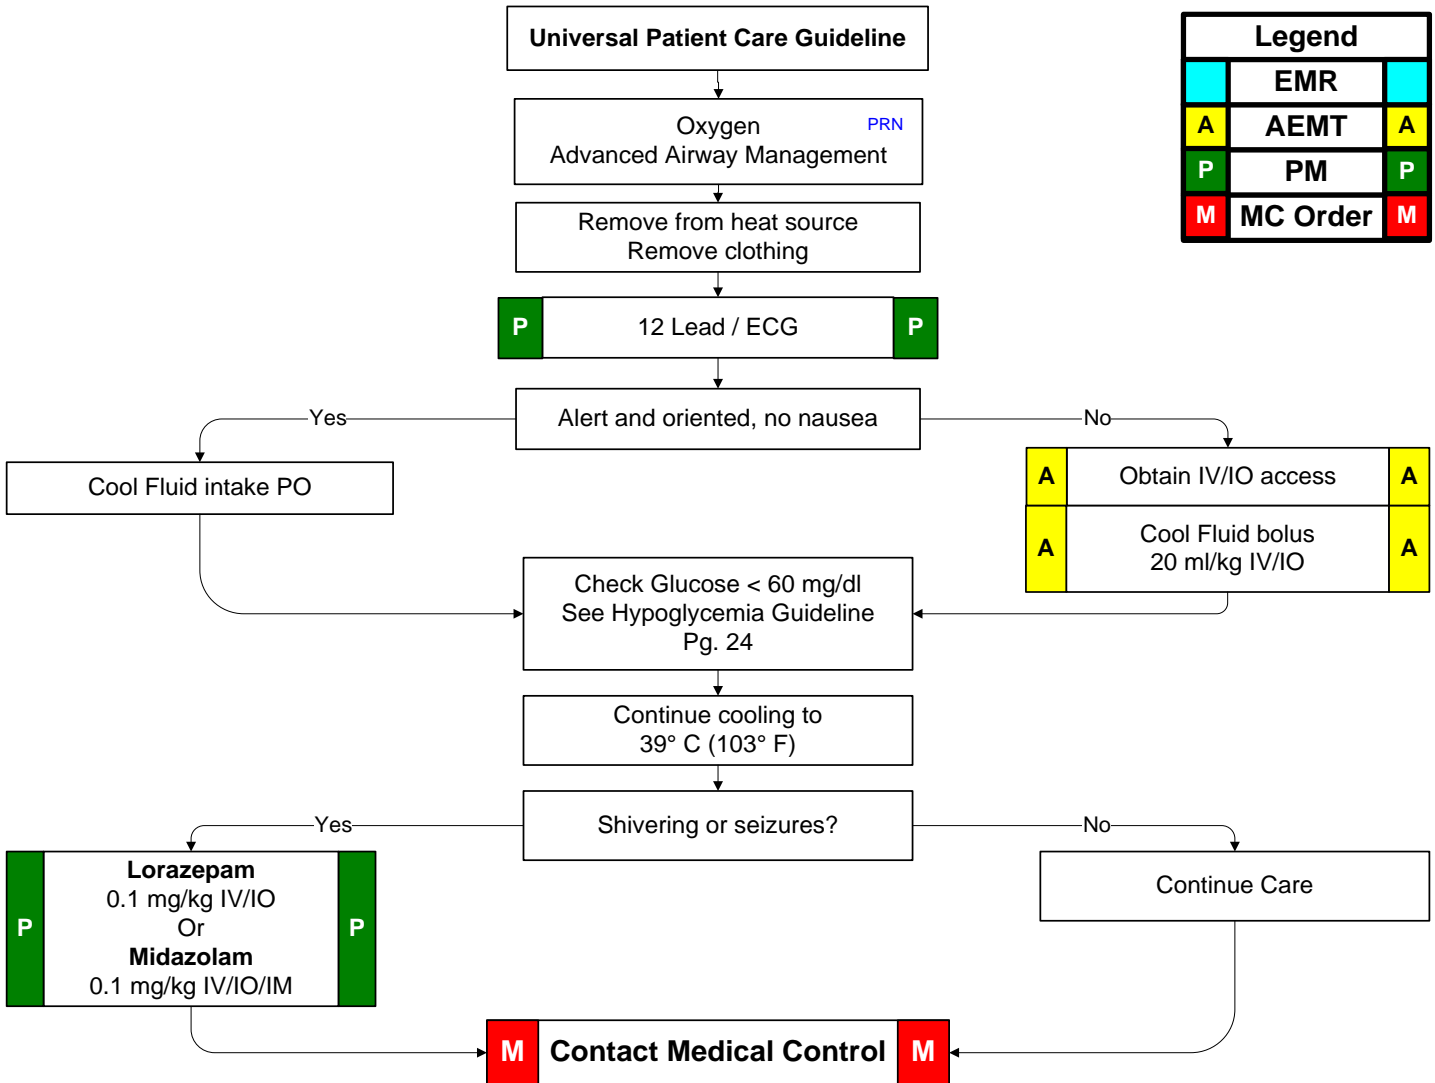 Universal Patient Care Guideline
Legend
EMR
A AEMT A
P PM P
M MC Order M
Oxygen PRN
Advanced Airway Management
Remove from heat source
Remove clothing
P 12 Lead / ECG P
Alert and oriented, no nausea
Yes
No
Cool Fluid intake PO
A Obtain IV/IO access A
A Cool Fluid bolus A
20 ml/kg IV/IO
Check Glucose < 60 mg/dl
See Hypoglycemia Guideline
Pg. 24
Continue cooling to
39° C (103° F)
Shivering or seizures?
Yes
No
Lorazepam
0.1 mg/kg IV/IO
P Or P
Midazolam
0.1 mg/kg IV/IO/IM
Continue Care
M Contact Medical Control M